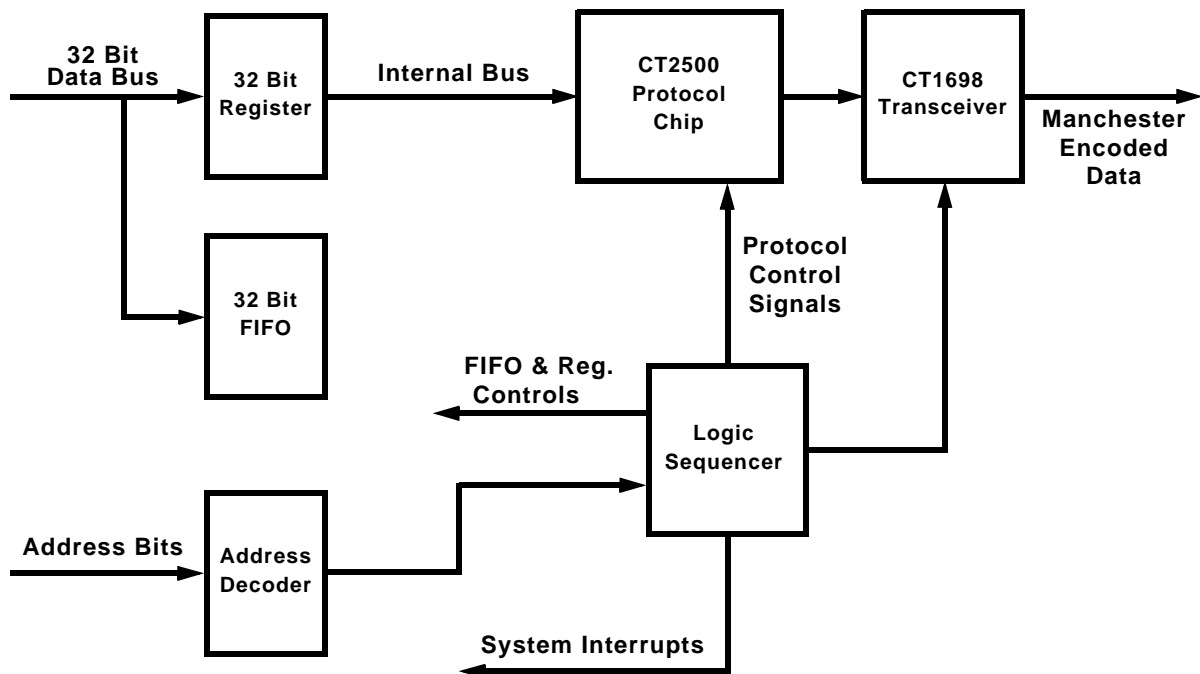 32 Bit
Data Bus
32 Bit
Register
Internal Bus
CT2500
Protocol
Chip
CT1698
Transceiver
Manchester
Encoded
Data
32 Bit
FIFO
Protocol
Control
Signals
FIFO & Reg.
Controls
Logic
Sequencer
Address Bits
Address
Decoder
System Interrupts